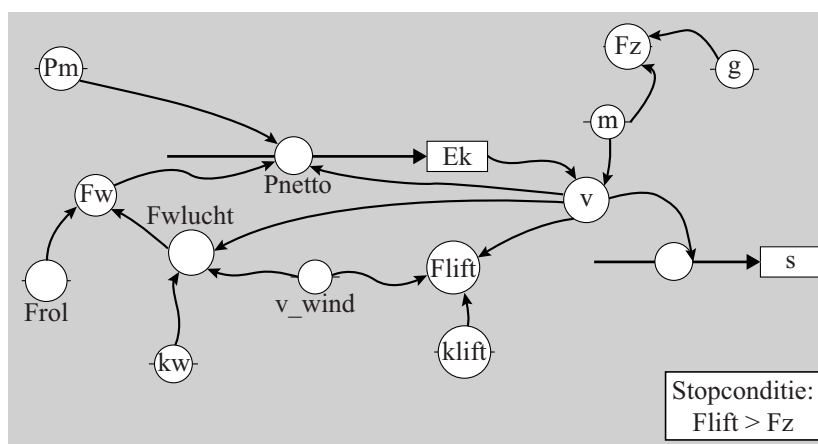 Fz
Pm
g
m
Ek
Pnetto
Fw
v
Fwlucht
Flift
s
Frol
v_wind
kw
klift
Stopconditie:
Flift > Fz